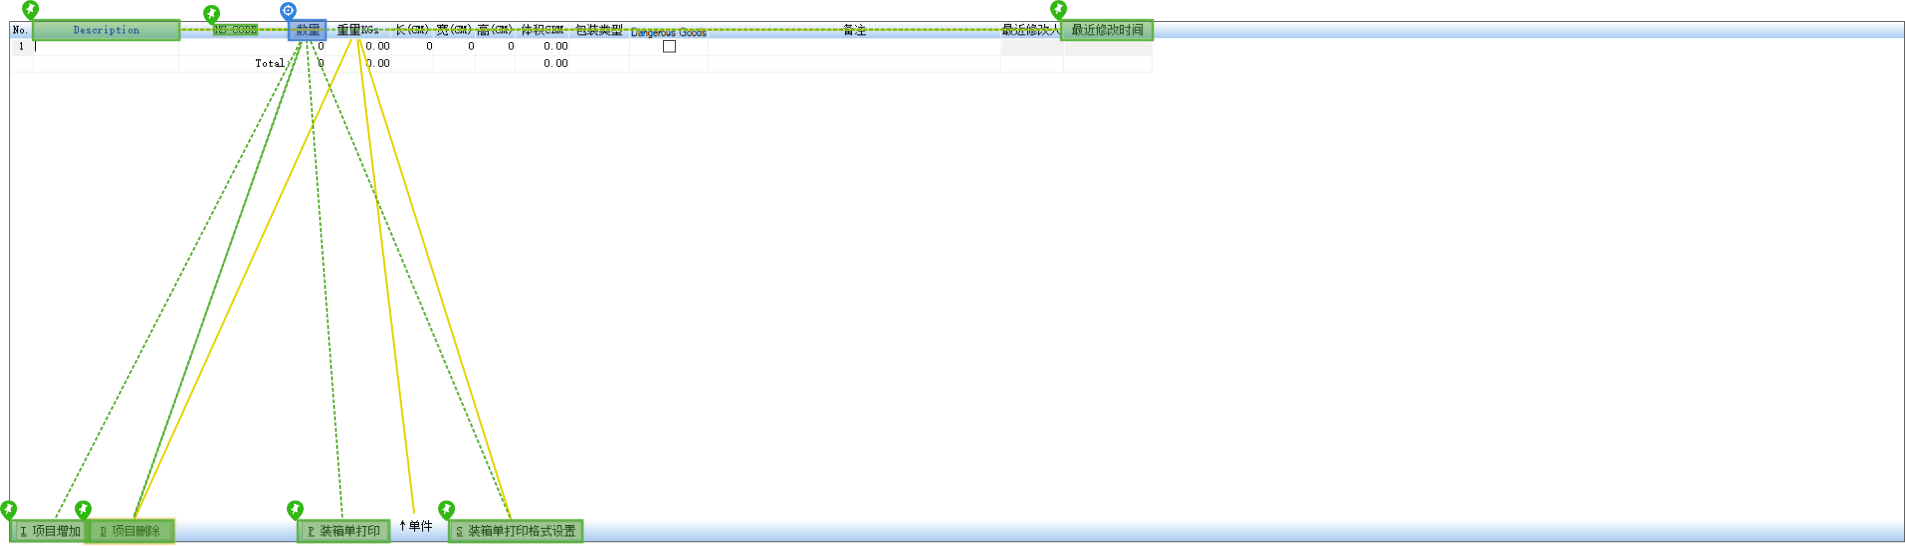 No. Description HS CODE 数量 重量KGs 长(CM) 宽(CM) 高(CM) 体积CBM 包装类型 Dangerous Goods 备注 最近修改人 最近修改时间
1 0 0.00 0 0 0 0.00
Total: 0 0.00 0.00
I 项目增加 D 项目删除 P 装箱单打印 ↑单件 S 装箱单打印格式设置